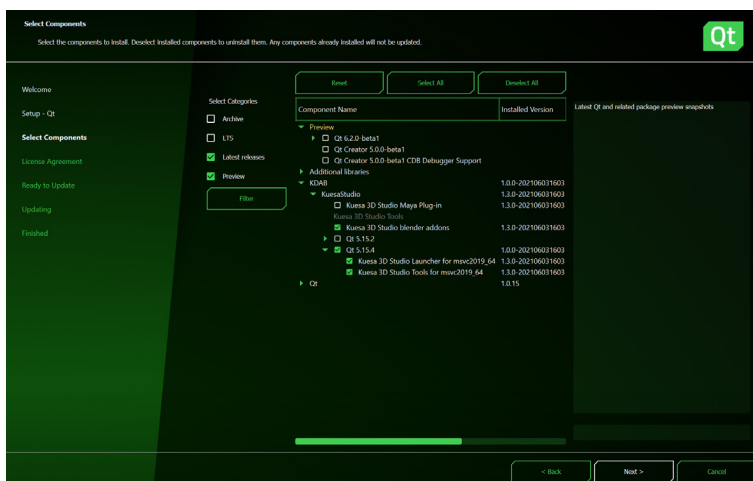 Select Components
Select the components to install. Deselect installed components to uninstall them. Any components already installed will not be updated.
Qt
Welcome
Setup - Qt
Select Components
License Agreement
Ready to Update
Updating
Finished
Select Categories
Archive
LTS
Latest releases
Preview
Filter
Reset
Select All
Deselect All
Component Name
Installed Version
Preview
Qt 6.2.0-beta1
Qt Creator 5.0.0-beta1
Qt Creator 5.0.0-beta1 CDB Debugger Support
Additional libraries
KDAB 1.0.0-202106031603
KuesaStudio 1.3.0-202106031603
Kuesa 3D Studio Maya Plug-in 1.3.0-202106031603
Kuesa 3D Studio Tools
Kuesa 3D Studio blender addons 1.3.0-202106031603
Qt 5.15.2
Qt 5.15.4 1.0.0-202106031603
Kuesa 3D Studio Launcher for msvc2019_64 1.3.0-202106031603
Kuesa 3D Studio Tools for msvc2019_64 1.3.0-202106031603
Qt 1.0.15
Latest Qt and related package preview snapshots
< Back
Next >
Cancel